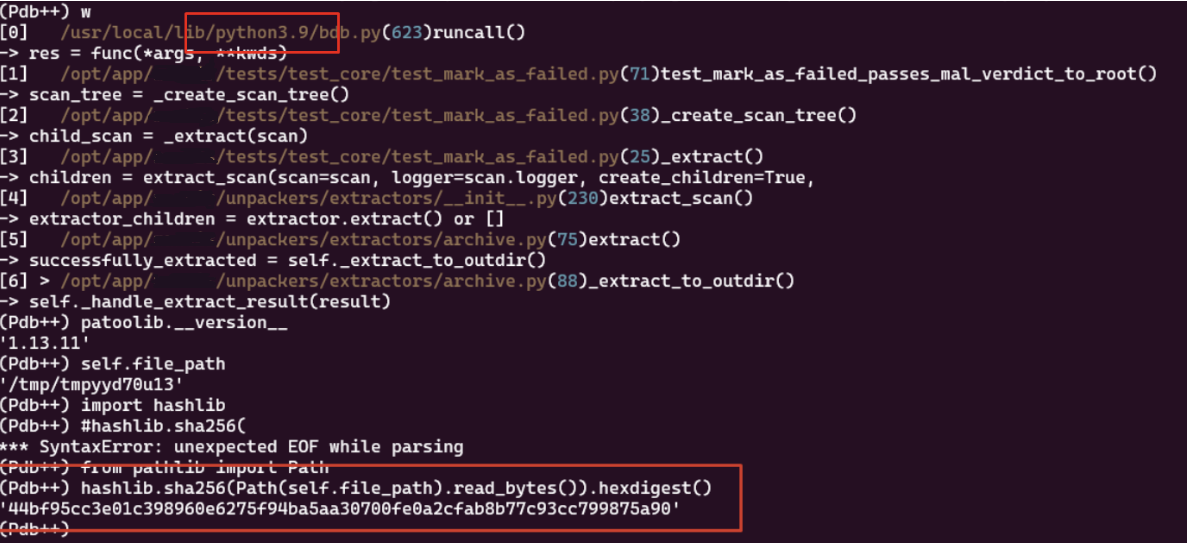 (Pdb++) w
[0]   /usr/local/lib/python3.9/bdb.py(623)runcall()
-> res = func(*args, **kwds)
[1]   /opt/app/      /tests/test_core/test_mark_as_failed.py(71)test_mark_as_failed_passes_mal_verdict_to_root()
-> scan_tree = _create_scan_tree()
[2]   /opt/app/      /tests/test_core/test_mark_as_failed.py(38)_create_scan_tree()
-> child_scan = _extract(scan)
[3]   /opt/app/      /tests/test_core/test_mark_as_failed.py(25)_extract()
-> children = extract_scan(scan=scan, logger=scan.logger, create_children=True,
[4]   /opt/app/      /unpackers/extractors/__init__.py(230)extract_scan()
-> extractor_children = extractor.extract() or []
[5]   /opt/app/      /unpackers/extractors/archive.py(75)extract()
-> successfully_extracted = self._extract_to_outdir()
[6] > /opt/app/      /unpackers/extractors/archive.py(88)_extract_to_outdir()
-> self._handle_extract_result(result)
(Pdb++) patoolib.__version__
'1.13.11'
(Pdb++) self.file_path
'/tmp/tmpyyd70u13'
(Pdb++) import hashlib
(Pdb++) #hashlib.sha256(
*** SyntaxError: unexpected EOF while parsing
(Pdb++) from pathlib import Path
(Pdb++) hashlib.sha256(Path(self.file_path).read_bytes()).hexdigest()
'44bf95cc3e01c398960e6275f94ba5aa30700fe0a2cfab8b77c93cc799875a90'
(Pdb++)